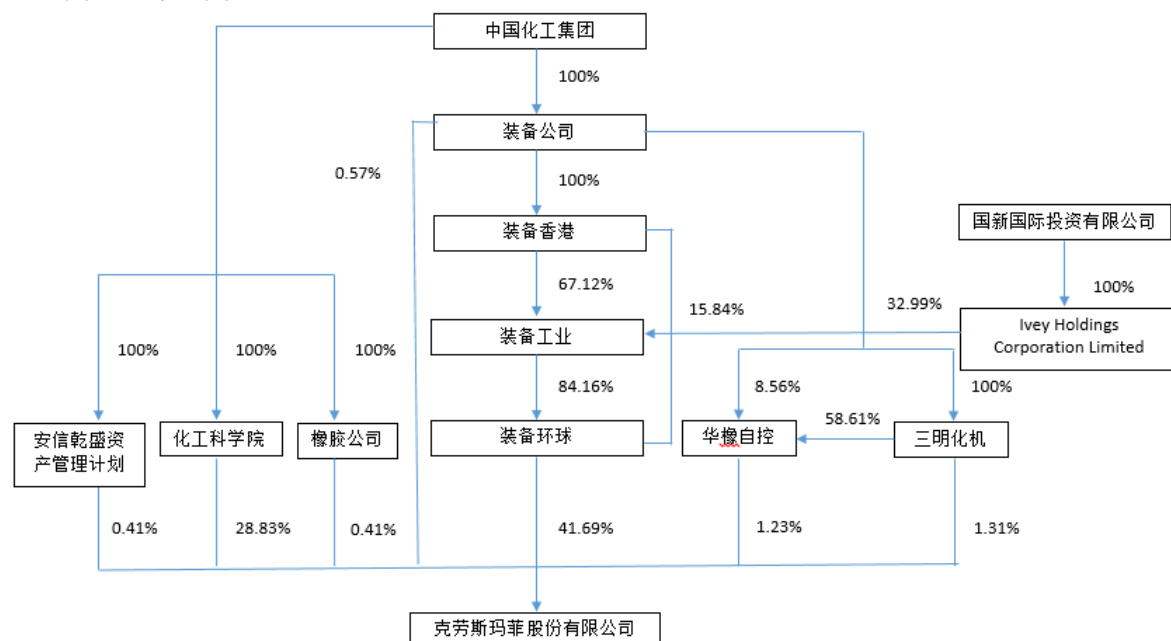 中国化工集团
100%
装备公司
0.57%
100%
装备香港
国新国际投资有限公司
67.12%
15.84%
32.99%
100%
装备工业
Ivey Holdings
Corporation Limited
100%
100%
100%
84.16%
8.56%
100%
58.61%
安信乾盛资
产管理计划
化工科学院
橡胶公司
装备环球
华橡自控
三明化机
0.41%
28.83%
0.41%
41.69%
1.23%
1.31%
克劳斯玛菲股份有限公司